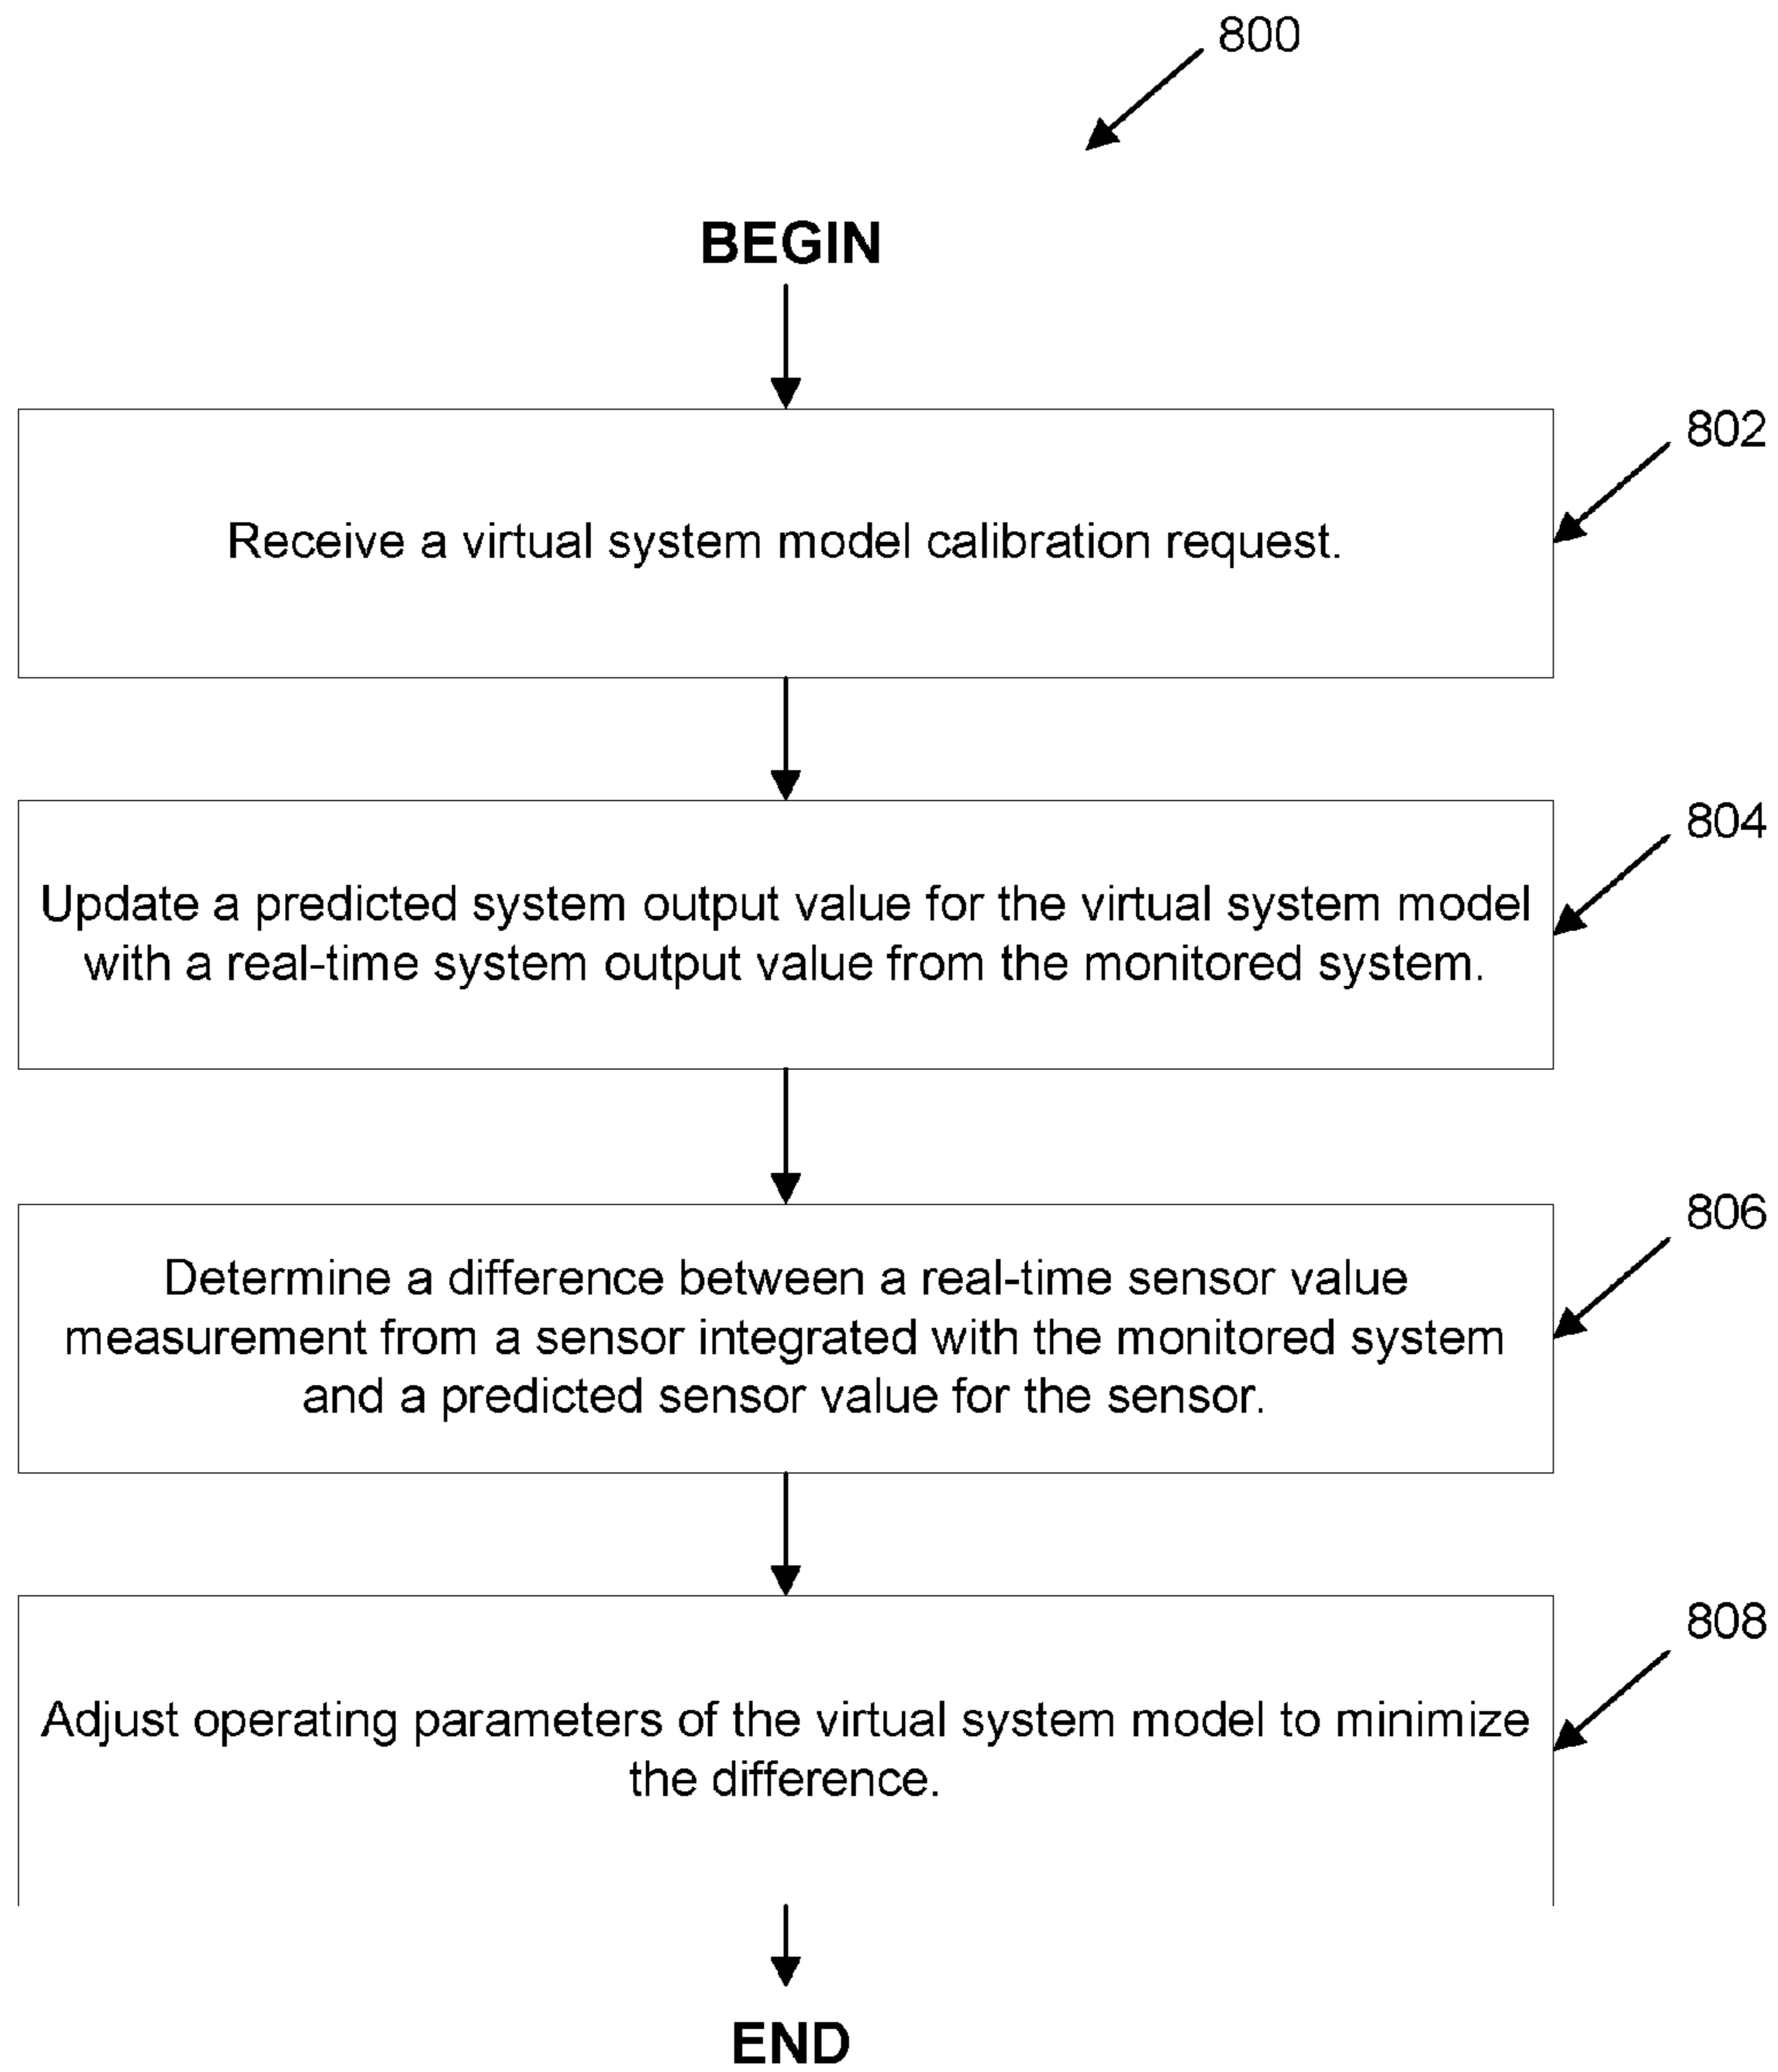 800
BEGIN
802
Receive a virtual system model calibration request.
804
Update a predicted system output value for the virtual system model
with a real-time system output value from the monitored system.
806
Determine a difference between a real-time sensor value
measurement from a sensor integrated with the monitored system
and a predicted sensor value for the sensor.
808
Adjust operating parameters of the virtual system model to minimize
the difference.
END